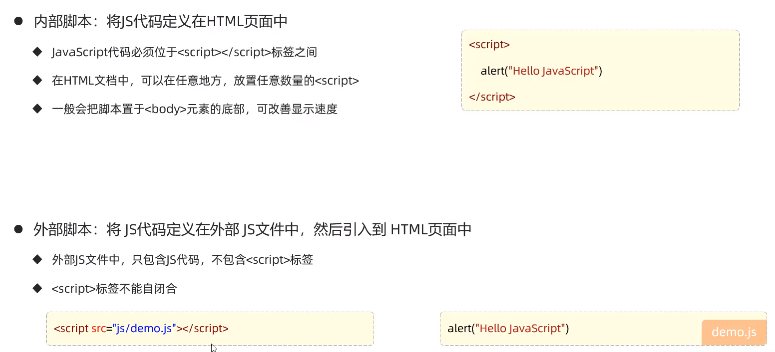 ● 内部脚本：将JS代码定义在HTML页面中
◆ JavaScript代码必须位于<script></script>标签之间
◆ 在HTML文档中，可以在任意地方，放置任意数量的<script>
◆ 一般会把脚本置于<body>元素的底部，可改善显示速度
<script>
alert("Hello JavaScript")
</script>
● 外部脚本：将 JS代码定义在外部 JS文件中，然后引入到 HTML页面中
◆ 外部JS文件中，只包含JS代码，不包含<script>标签
◆ <script>标签不能自闭合
<script src="js/demo.js"></script>
alert("Hello JavaScript")
demo.js